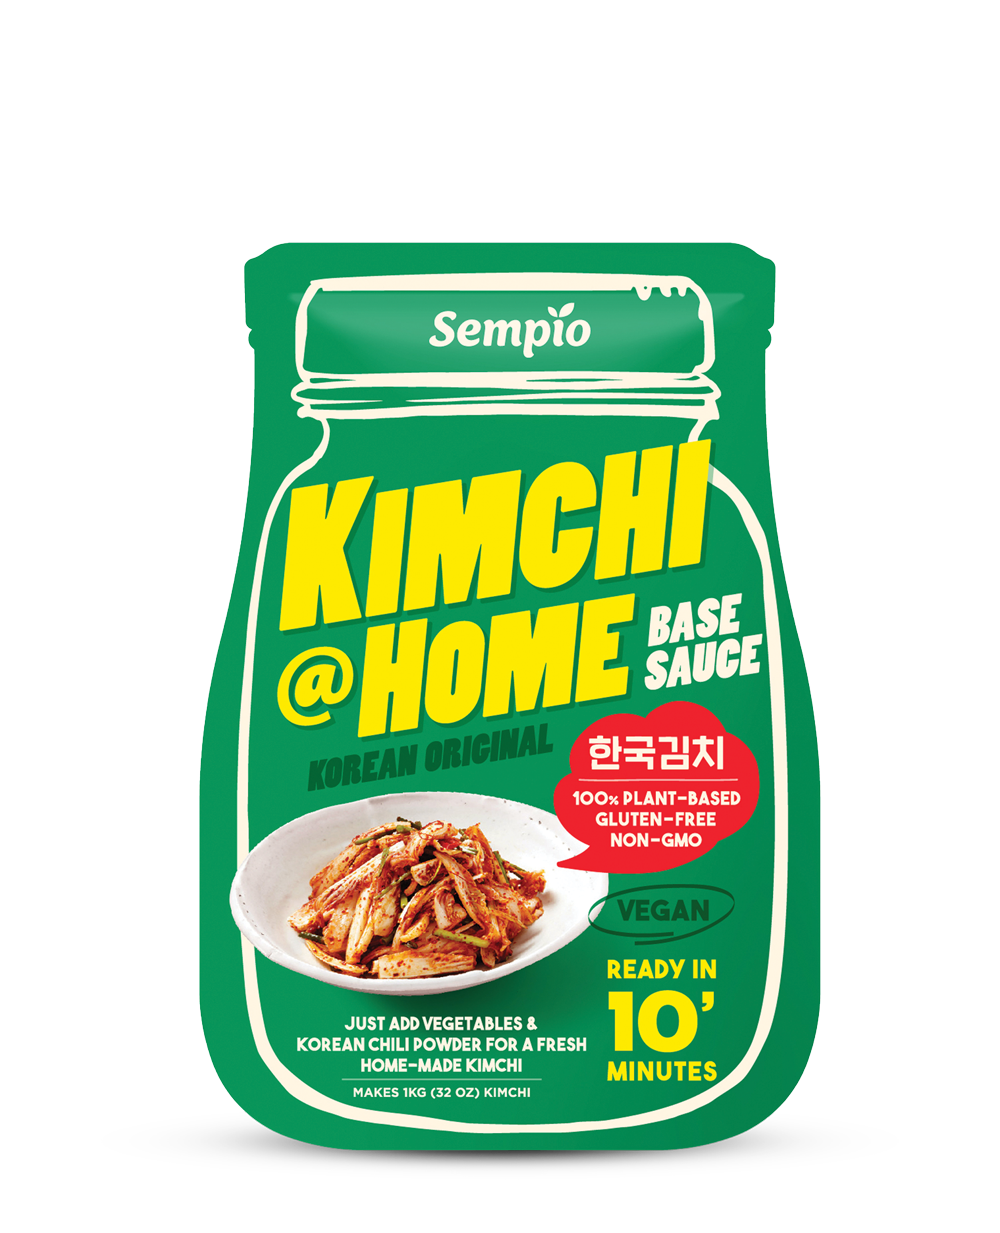 Sempio
KIMCHI
@HOME
BASE
SAUCE
KOREAN ORIGINAL
한국김치
100% PLANT-BASED
GLUTEN-FREE
NON-GMO
VEGAN
READY IN
10'
MINUTES
JUST ADD VEGETABLES &
KOREAN CHILI POWDER FOR A FRESH
HOME-MADE KIMCHI
MAKES 1KG (32 OZ) KIMCHI